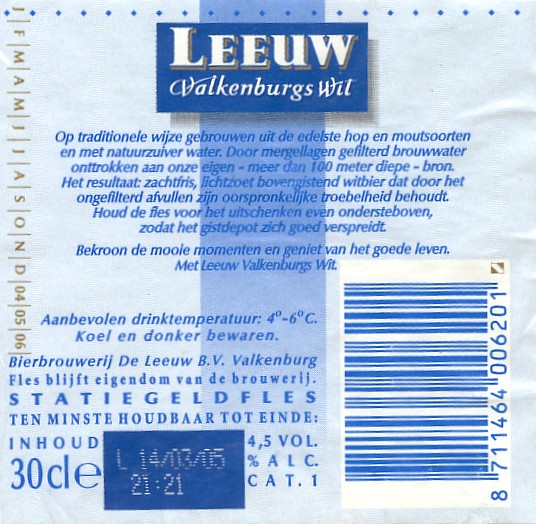 J|F|M|A|M|J|J|A|S|O|N|D|04|05|06|
LEEUW
Valkenburgs Wit
Op traditionele wijze gebrouwen uit de edelste hop en moutsoorten
en met natuurzuiver water. Door mergellagen gefilterd brouwwater
onttrokken aan onze eigen - meer dan 100 meter diepe - bron.
Het resultaat: zachtfris, lichtzoet bovengistend witbier dat door het
ongefilterd afvullen zijn oorspronkelijke troebelheid behoudt.
Houd de fles voor het uitschenken even ondersteboven,
zodat het gistdepot zich goed verspreidt.
Bekroon de mooie momenten en geniet van het goede leven.
Met Leeuw Valkenburgs Wit.
Aanbevolen drinktemperatuur: 4°-6°C.
Koel en donker bewaren.
Bierbrouwerij De Leeuw B.V. Valkenburg
Fles blijft eigendom van de brouwerij.
STATIEGELDFLES
TEN MINSTE HOUDBAAR TOT EINDE:
INHOUD
30cl e
L 14/03/05
21:21
4,5 VOL.
% ALC.
CAT. 1
8 711464 006201